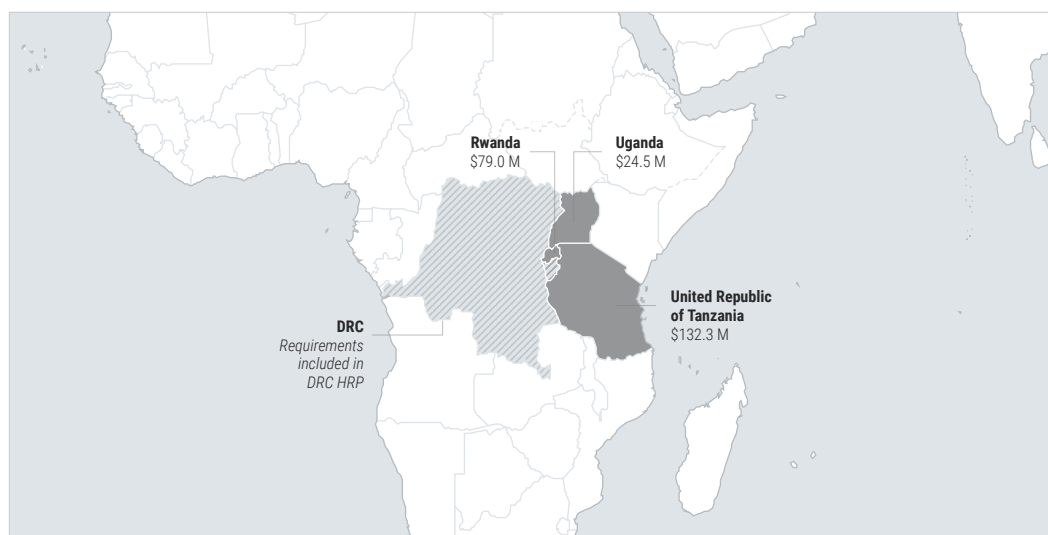 Rwanda
$79.0 M
Uganda
$24.5 M
United Republic
of Tanzania
$132.3 M
DRC
Requirements
included in
DRC HRP